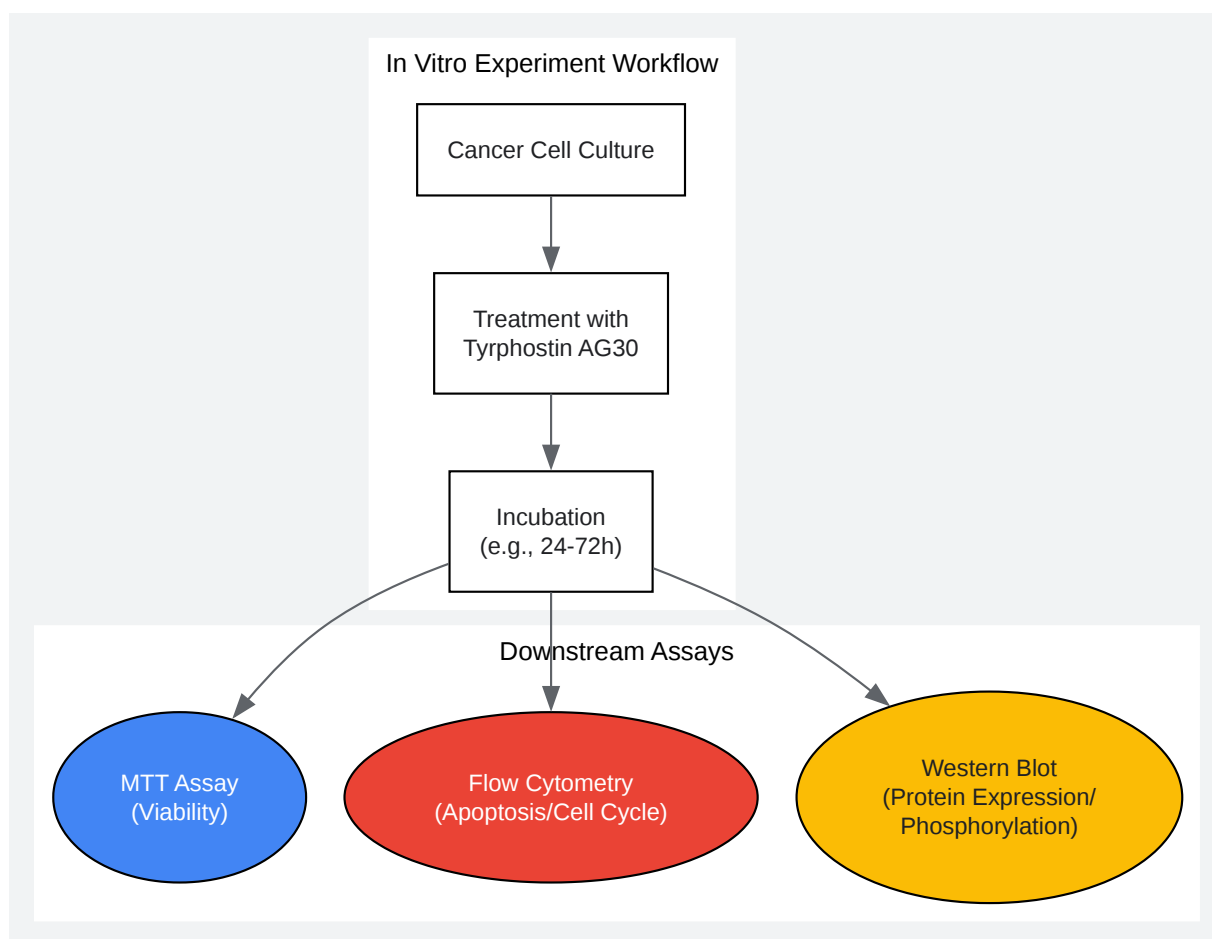 In Vitro Experiment Workflow
Cancer Cell Culture
Treatment with
Tyrphostin AG30
Incubation
(e.g., 24-72h)
Downstream Assays
MTT Assay
(Viability)
Flow Cytometry
(Apoptosis/Cell Cycle)
Western Blot
(Protein Expression/
Phosphorylation)